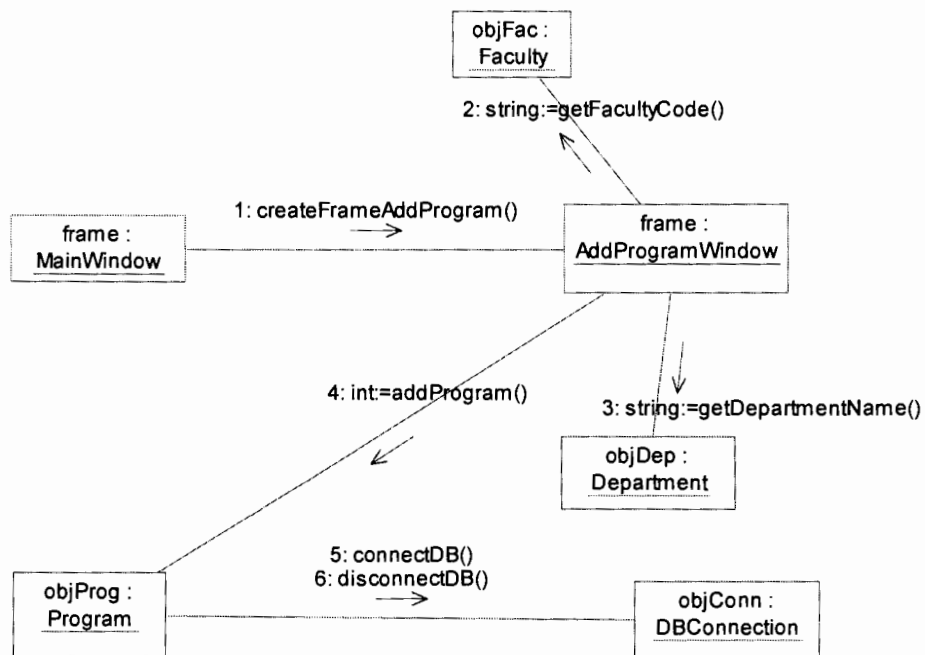 objFac :
Faculty
2: string:=getFacultyCode()
1: createFrameAddProgram()
frame :
MainWindow
frame :
AddProgramWindow
4: int:=addProgram()
3: string:=getDepartmentName()
objDep :
Department
5: connectDB()
6: disconnectDB()
objProg :
Program
objConn :
DBConnection